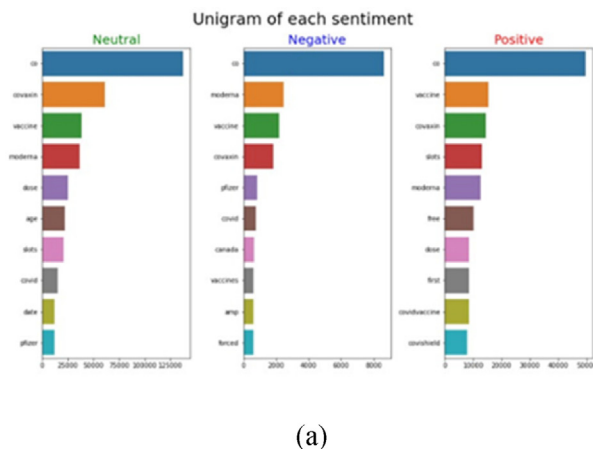 Unigram of each sentiment
Neutral
co
covaxin
vaccine
moderna
dose
age
slots
covid
date
pfizer
0 25000 50000 75000 100000 125000
Negative
co
moderna
vaccine
covaxin
pfizer
covid
canada
vaccines
amp
forced
0 2000 4000 6000 8000
Positive
co
vaccine
covaxin
slots
moderna
free
dose
first
covidvaccine
covishield
0 10000 20000 30000 40000 50000
(a)